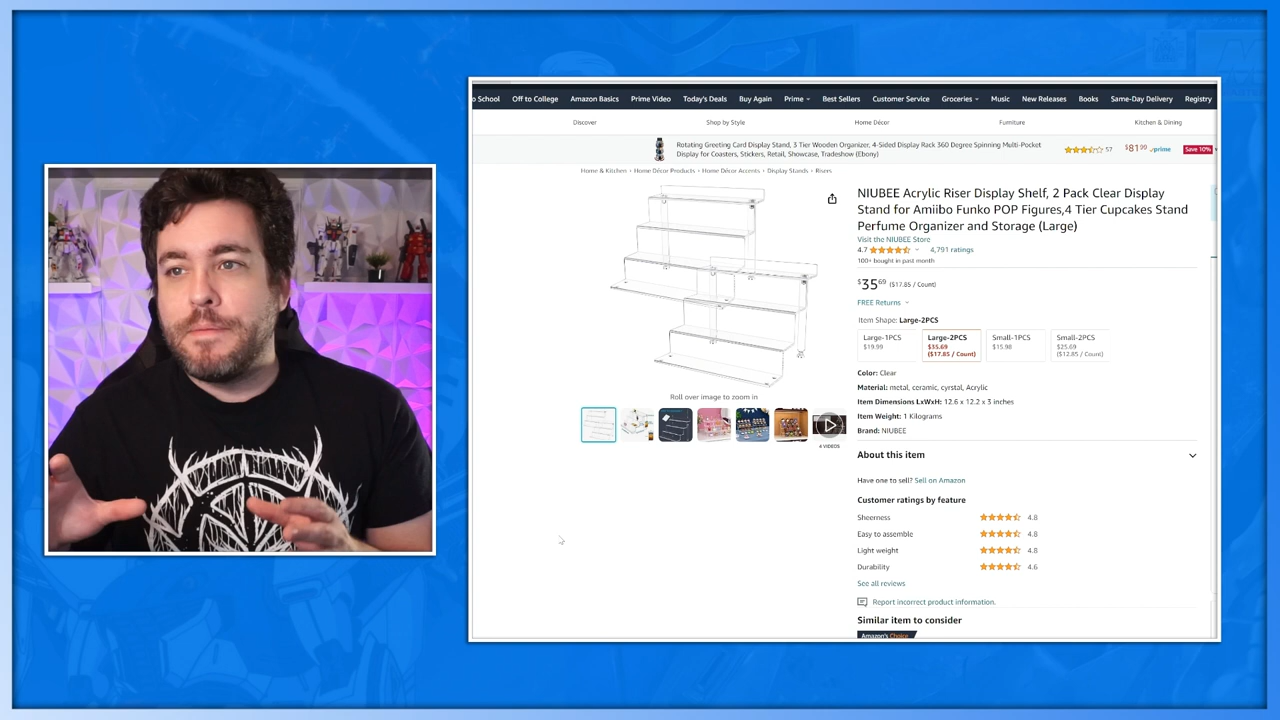 o School Off to College Amazon Basics Prime Video Today's Deals Buy Again Prime Best Sellers Customer Service Groceries Music New Releases Books Same-Day Delivery Registry
Discover Shop by Style Home Décor Furniture Kitchen & Dining
Rotating Greeting Card Display Stand, 3 Tier Wooden Organizer, 4-Sided Display Rack 360 Degree Spinning Multi-Pocket
Display for Coasters, Stickers, Retail, Showcase, Tradeshow (Ebony)
57 $81.90 prime Save 10%
Home & Kitchen › Home Décor Products › Home Décor Accents › Display Stands › Risers
NIUBEE Acrylic Riser Display Shelf, 2 Pack Clear Display
Stand for Amiibo Funko POP Figures,4 Tier Cupcakes Stand
Perfume Organizer and Storage (Large)
Visit the NIUBEE Store
4.7 4,791 ratings
100+ bought in past month
$35 69 ($17.85 / Count)
FREE Returns
Item Shape: Large-2PCS
Large-1PCS
$19.99
Large-2PCS
$35.69
($17.85 / Count)
Small-1PCS
$15.98
Small-2PCS
$25.69
($12.85 / Count)
Color: Clear
Material: metal, ceramic, cyrstal, Acrylic
Item Dimensions LxWxH: 12.6 x 12.2 x 3 inches
Item Weight: 1 Kilograms
Brand: NIUBEE
Roll over image to zoom in
4 VIDEOS
About this item
Have one to sell? Sell on Amazon
Customer ratings by feature
Sheerness 4.8
Easy to assemble 4.8
Light weight 4.8
Durability 4.6
See all reviews
Report incorrect product information.
Similar item to consider
Amazon's Choice